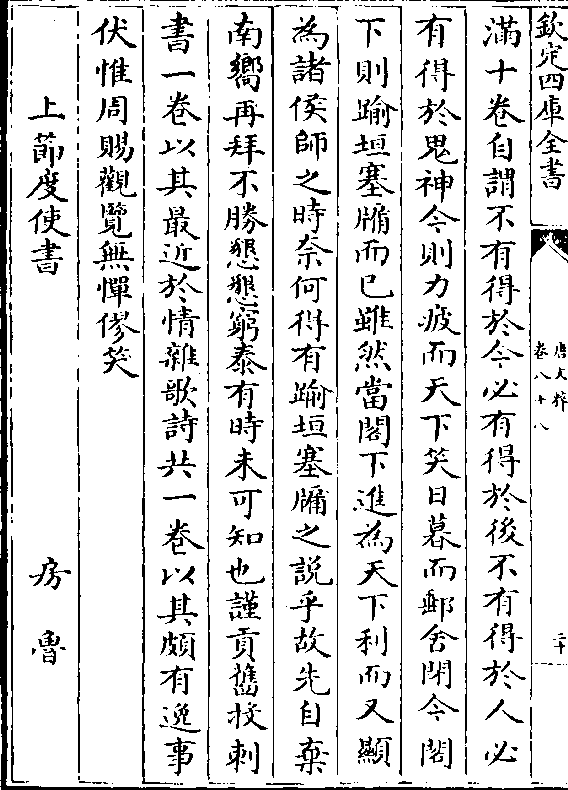 欽定四庫全書
唐文粹
卷八十八
二十
滿十卷自謂不有得於今必有得於後不有得於人必
有得於鬼神今則力疲而天下笑日暮而郵舍閉今閤
下則踰垣塞牖而已雖然當閤下進為天下利而又顯
為諸侯師之時奈何得有踰垣塞牖之說乎故先自棄
南嚮再拜不勝懇懇窮泰有時未可知也謹貢舊投刺
書一卷以其最近於情雜歌詩共一卷以其頗有逸事
伏惟周賜觀覽無憚僇笑
上節度使書　房魯